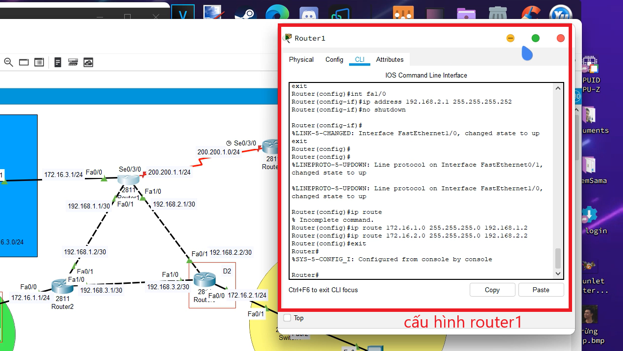 Router1
Physical Config CLI Attributes
IOS Command Line Interface
exit
Router(config)#int fa1/0
Router(config-if)#ip address 192.168.2.1 255.255.255.252
Router(config-if)#no shutdown
Router(config-if)#
%LINK-5-CHANGED: Interface FastEthernet1/0, changed state to up
exit
Router(config)#
Router(config)#
%LINEPROTO-5-UPDOWN: Line protocol on Interface FastEthernet0/1,
changed state to up
%LINEPROTO-5-UPDOWN: Line protocol on Interface FastEthernet1/0,
changed state to up
Router(config)#ip route
% Incomplete command.
Router(config)#ip route 172.16.1.0 255.255.255.0 192.168.1.2
Router(config)#ip route 172.16.2.0 255.255.255.0 192.168.2.2
Router(config)#exit
Router#
%SYS-5-CONFIG_I: Configured from console by console
Router#
Ctrl+F6 to exit CLI focus
Copy
Paste
Top
cấu hình router1
Se0/3/0
200.200.1.0/24
Se0/3/0
200.200.1.1/24
172.16.3.1/24
Fa0/0
2811
Fa1/0
Fa0/1
192.168.1.1/30
192.168.2.1/30
6.3.0/24
192.168.1.2/30
Fa0/1 192.168.2.2/30
Fa0/1
Fa1/0
Fa1/0
D2
192.168.3.1/30
192.168.3.2/30
Fa0/0
172.16.1.1/24
2811
Router2
Fa0/0
172.16.2.1/24
Fa0/1
PUID
PU-Z
uments
emSama
login
unlet
ter...
rừng
p.bmp